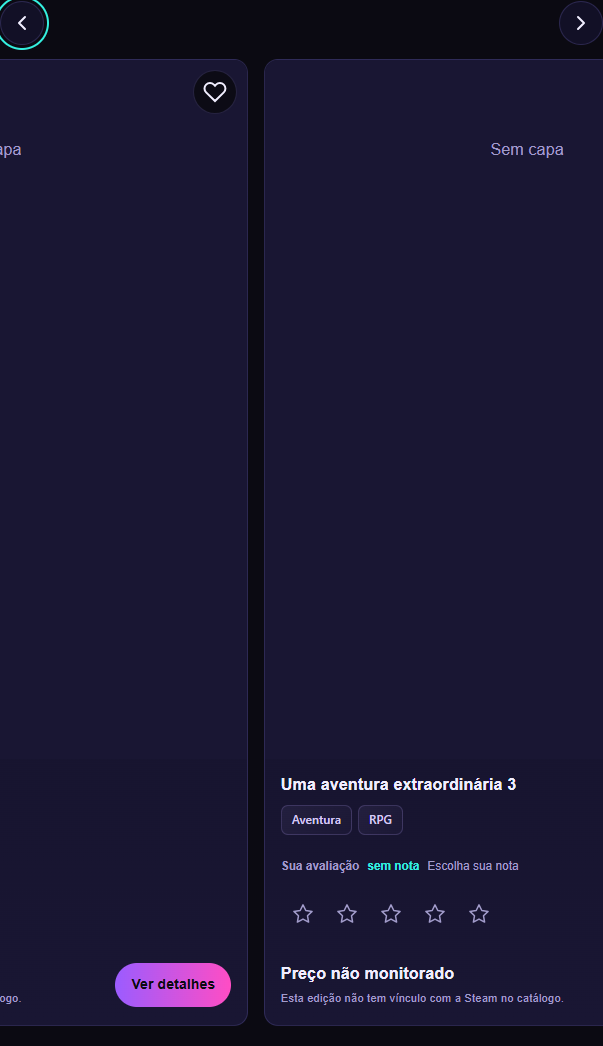 apa
Sem capa
Uma aventura extraordinária 3
Aventura
RPG
Sua avaliação sem nota Escolha sua nota
Ver detalhes
Preço não monitorado
ogo.
Esta edição não tem vínculo com a Steam no catálogo.